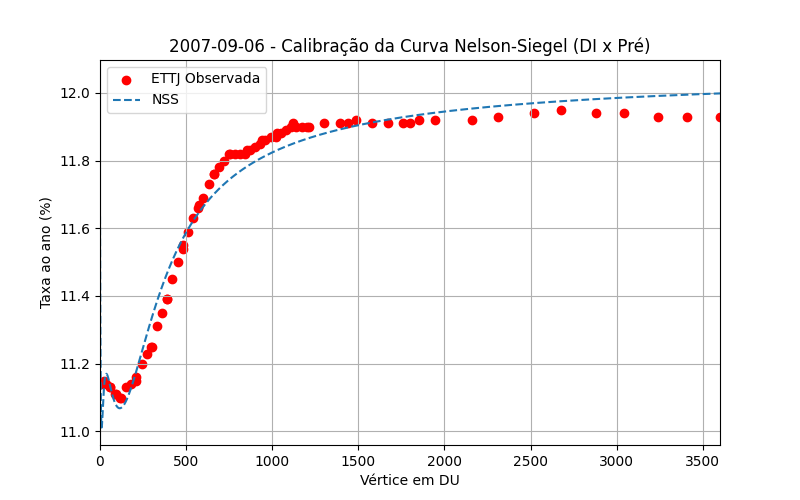 2007-09-06 - Calibração da Curva Nelson-Siegel (DI x Pré)
ETTJ Observada
NSS
Taxa ao ano (%)
12.0
11.8
11.6
11.4
11.2
11.0
0 500 1000 1500 2000 2500 3000 3500
Vértice em DU